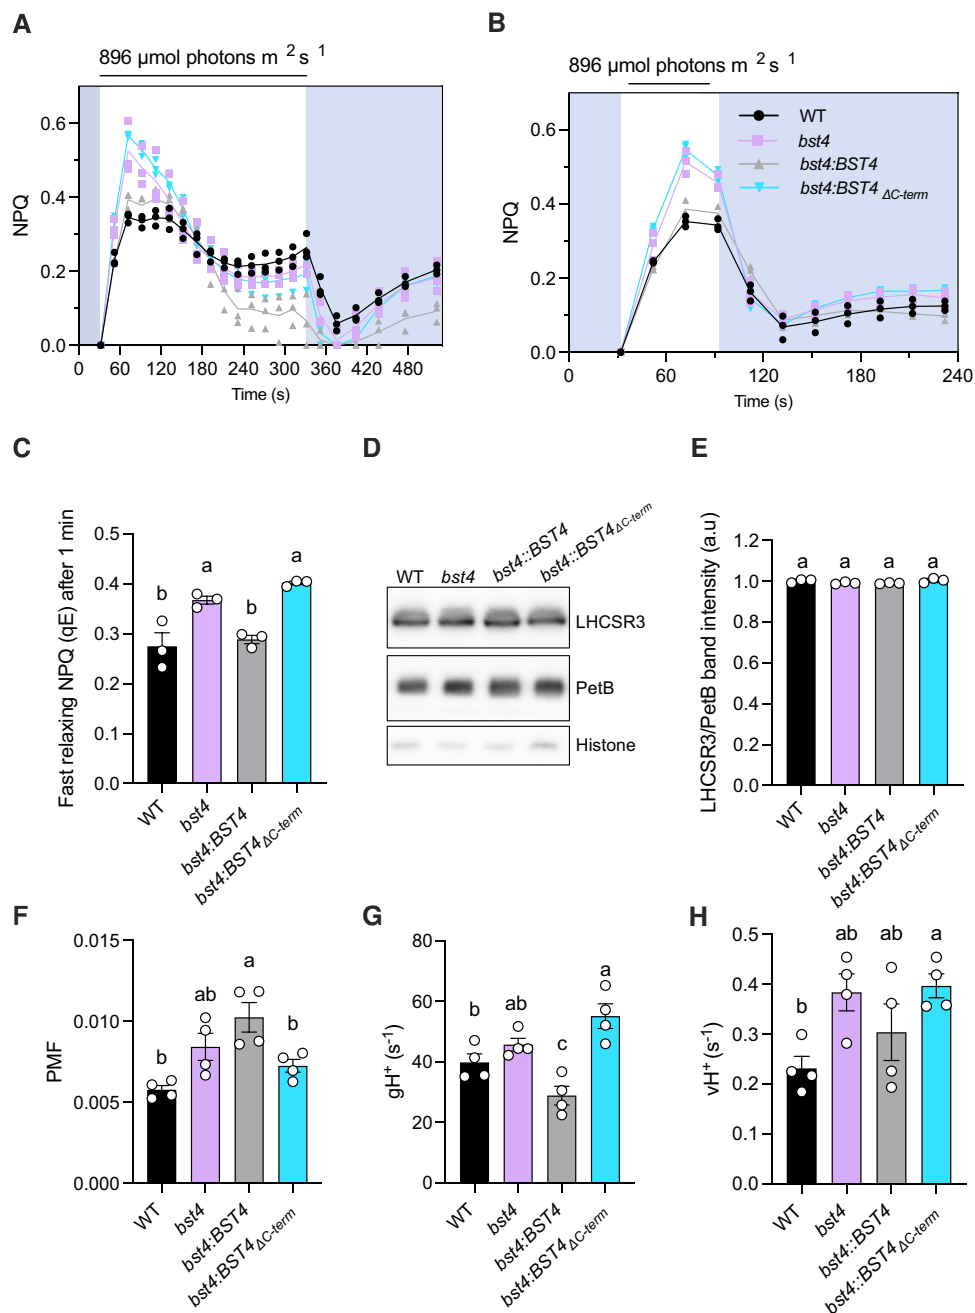 A
896 µmol photons m 2 s 1
NPQ
0.6
0.4
0.2
0.0
0 60 120 180 240 300 360 420 480
Time (s)
B
896 µmol photons m 2 s 1
NPQ
0.6
0.4
0.2
0.0
WT
bst4
bst4:BST4
bst4:BST4 ΔC-term
0 60 120 180 240
Time (s)
C
Fast relaxing NPQ (qE) after 1 min
0.5
0.4
0.3
0.2
0.1
0.0
b a b a
WT bst4 bst4:BST4 bst4:BST4ΔC-term
D
WT bst4 bst4::BST4 bst4::BST4ΔC-term
LHCSR3
PetB
Histone
E
LHCSR3/PetB band intensity (a.u)
1.2
1.0
0.8
0.6
0.4
0.2
0.0
a a a a
WT bst4 bst4:BST4 bst4:BST4ΔC-term
F
PMF
0.015
0.010
0.005
0.000
b ab a b
WT bst4 bst4:BST4 bst4:BST4ΔC-term
G
gH⁺ (s⁻¹)
80
60
40
20
0
b ab c a
WT bst4 bst4:BST4 bst4:BST4ΔC-term
H
vH⁺ (s⁻¹)
0.5
0.4
0.3
0.2
0.1
0.0
b ab ab a
WT bst4 bst4::BST4 bst4::BST4ΔC-term